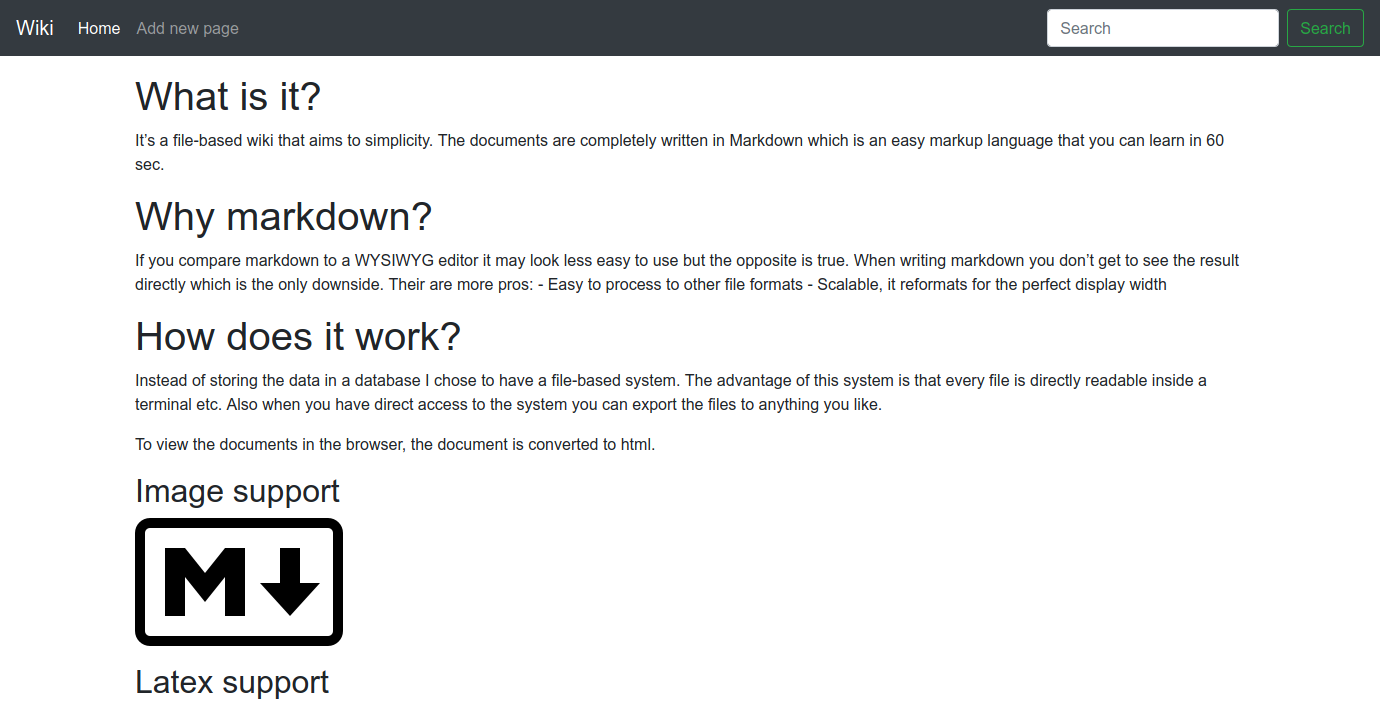 Wiki Home Add new page Search Search
What is it?
It’s a file-based wiki that aims to simplicity. The documents are completely written in Markdown which is an easy markup language that you can learn in 60
sec.
Why markdown?
If you compare markdown to a WYSIWYG editor it may look less easy to use but the opposite is true. When writing markdown you don’t get to see the result
directly which is the only downside. Their are more pros: - Easy to process to other file formats - Scalable, it reformats for the perfect display width
How does it work?
Instead of storing the data in a database I chose to have a file-based system. The advantage of this system is that every file is directly readable inside a
terminal etc. Also when you have direct access to the system you can export the files to anything you like.
To view the documents in the browser, the document is converted to html.
Image support
M
Latex support